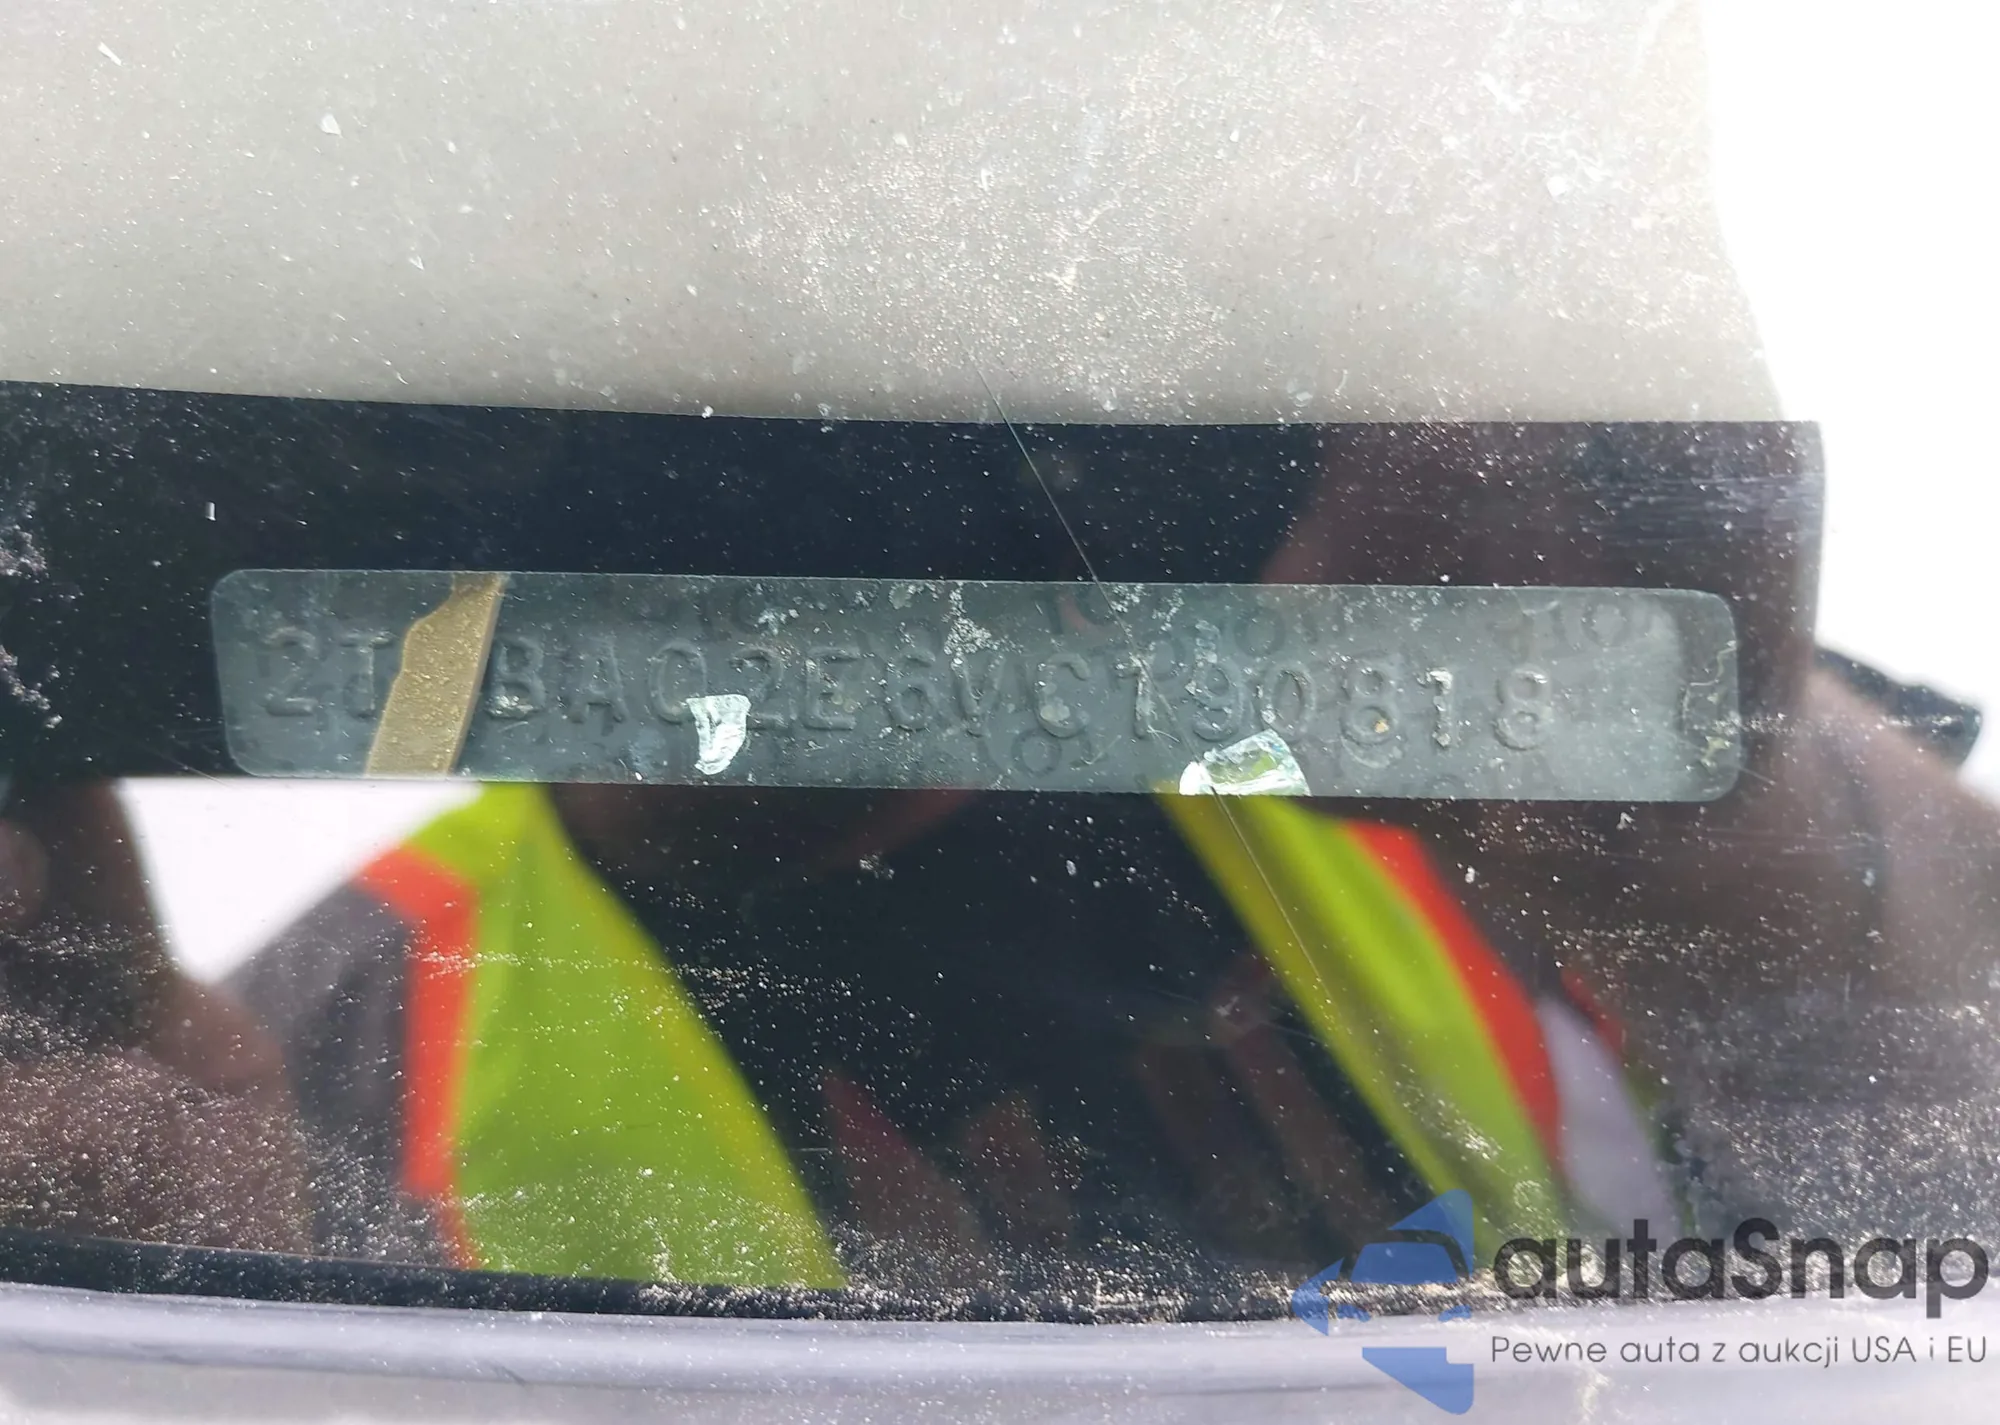 2T BA02E6VC190818
autaSnap
Pewne auta z aukcji USA i EU